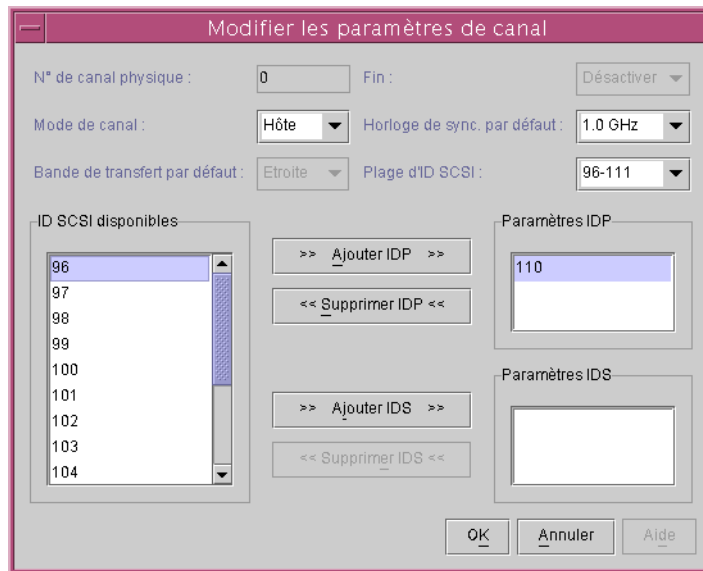 Modifier les paramètres de canal
N° de canal physique : 0 Fin : Désactiver
Mode de canal : Hôte Horloge de sync. par défaut : 1.0 GHz
Bande de transfert par défaut : Etroite Plage d'ID SCSI : 96-111
ID SCSI disponibles
96
97
98
99
100
101
102
103
104
>> Ajouter IDP >>
<< Supprimer IDP <<
>> Ajouter IDS >>
<< Supprimer IDS <<
Paramètres IDP
110
Paramètres IDS
OK Annuler Aide